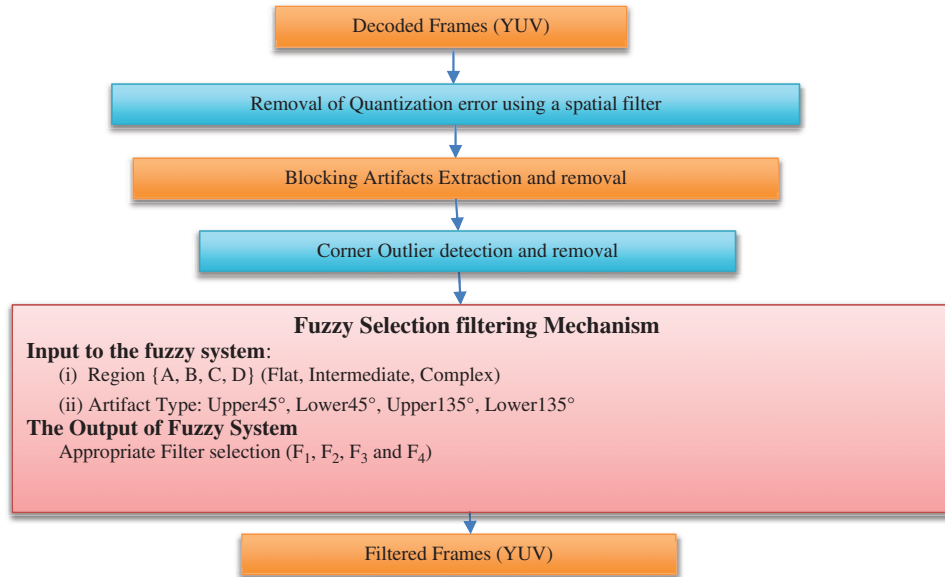 Decoded Frames (YUV)
Removal of Quantization error using a spatial filter
Blocking Artifacts Extraction and removal
Corner Outlier detection and removal
Fuzzy Selection filtering Mechanism
Input to the fuzzy system:
(i) Region {A, B, C, D} (Flat, Intermediate, Complex)
(ii) Artifact Type: Upper45°, Lower45°, Upper135°, Lower135°
The Output of Fuzzy System
Appropriate Filter selection (F₁, F₂, F₃ and F₄)
Filtered Frames (YUV)